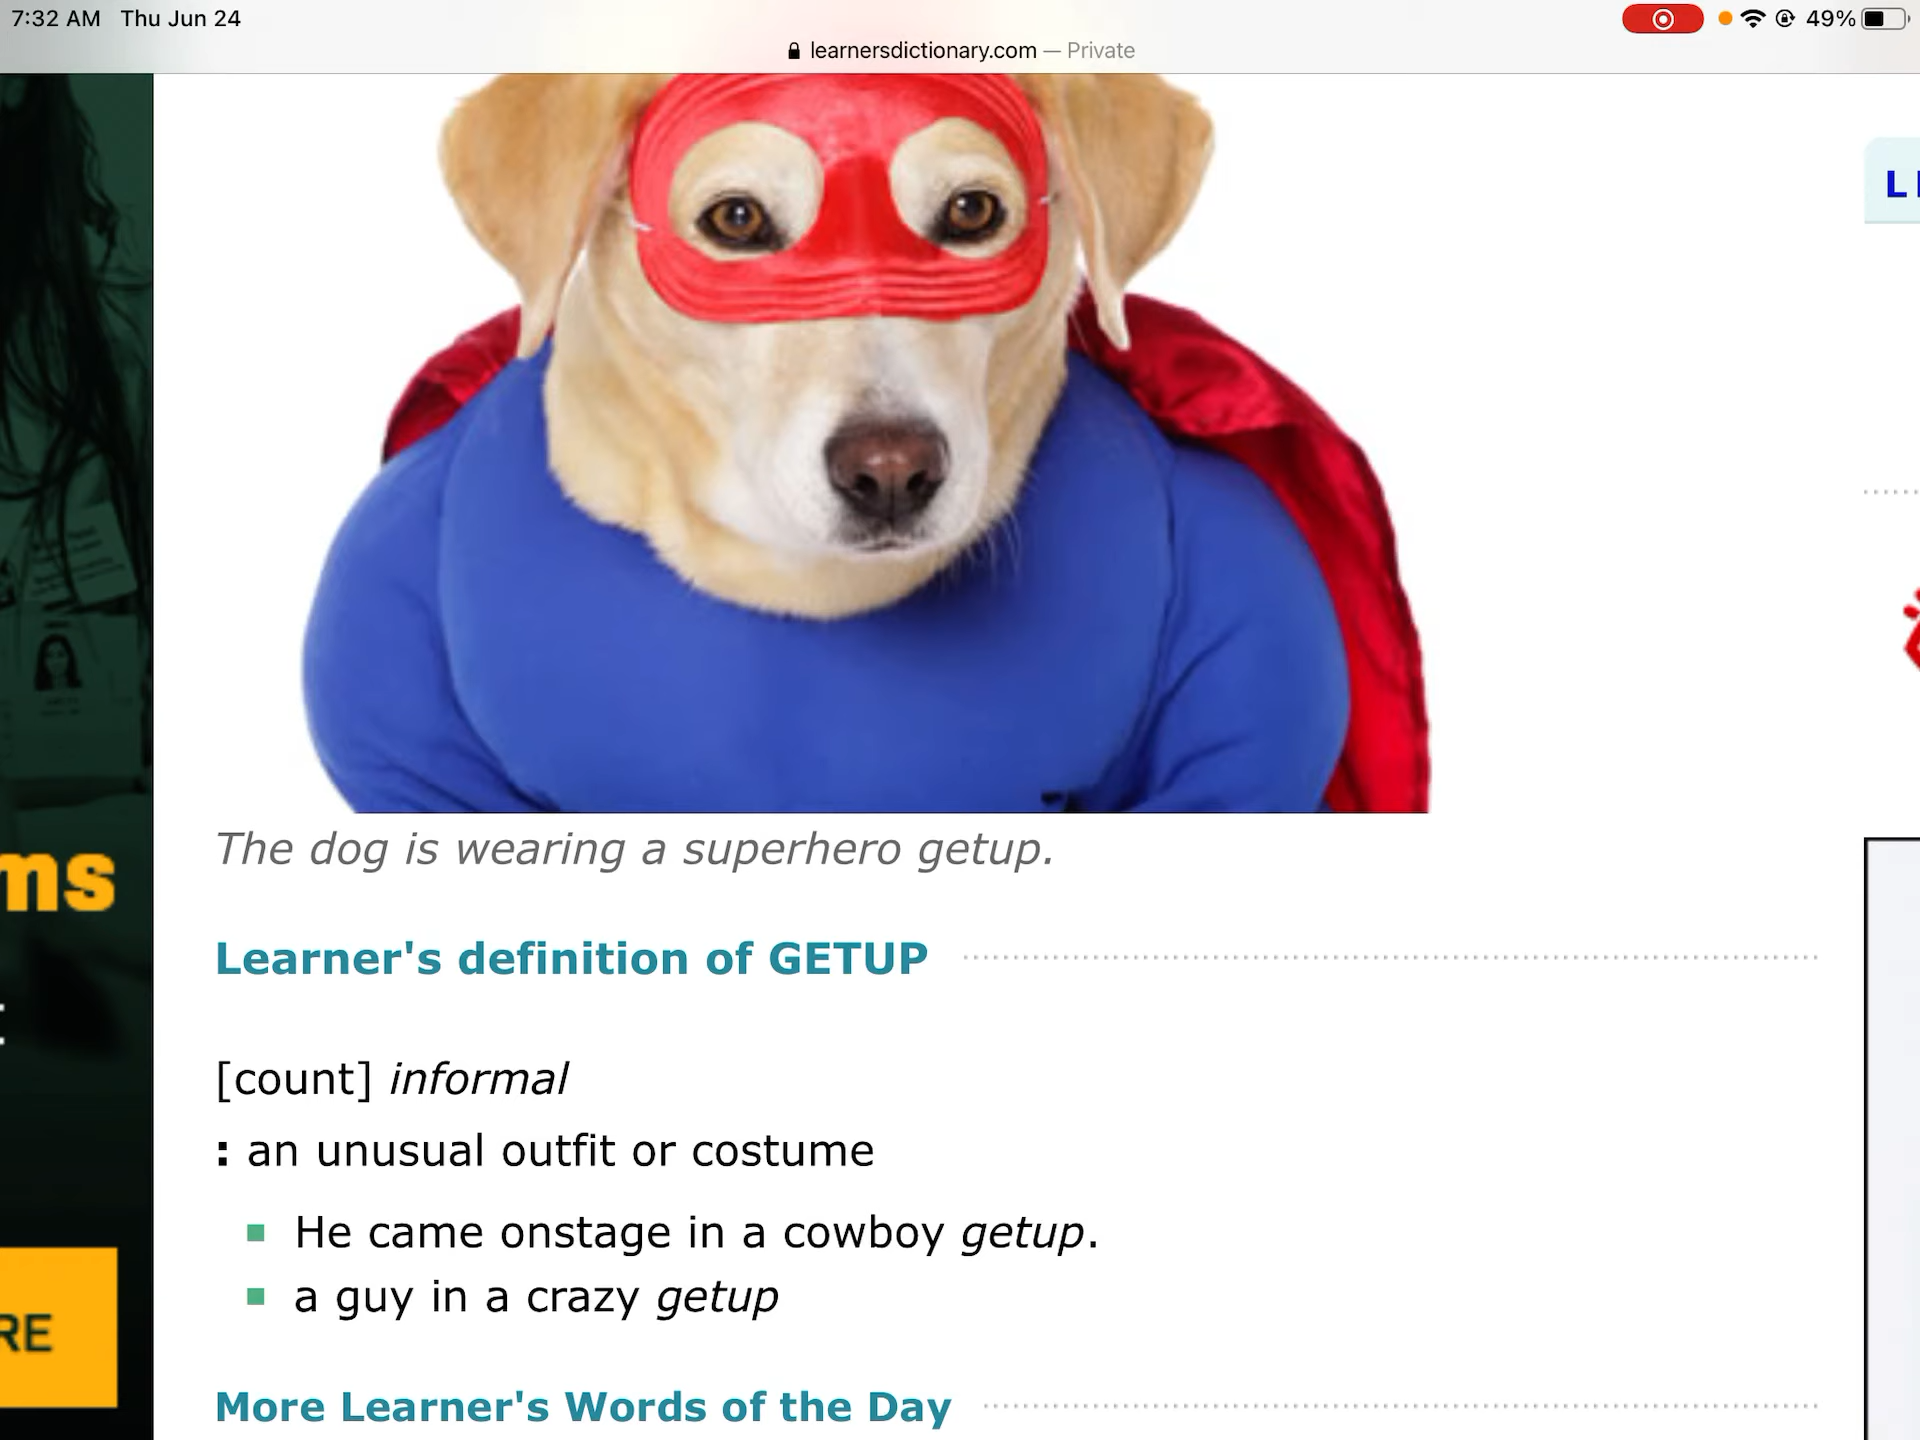 7:32 AM Thu Jun 24
49%
learnersdictionary.com — Private
The dog is wearing a superhero getup.
Learner's definition of GETUP
[count] informal
: an unusual outfit or costume
He came onstage in a cowboy getup.
a guy in a crazy getup
More Learner's Words of the Day
ms
RE